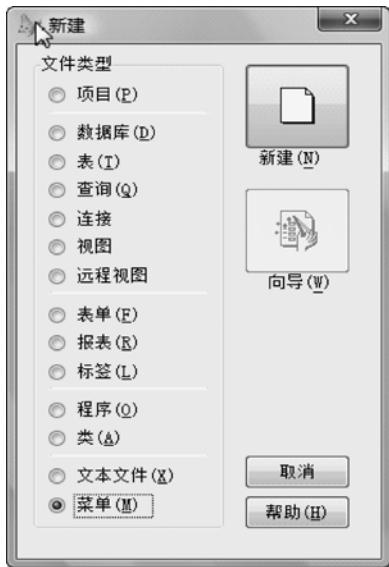 新建
文件类型
项目(P)
数据库(D)
表(T)
查询(Q)
连接
视图
远程视图
表单(F)
报表(R)
标签(L)
程序(O)
类(A)
文本文件(X)
菜单(M)
新建(N)
向导(W)
取消
帮助(H)